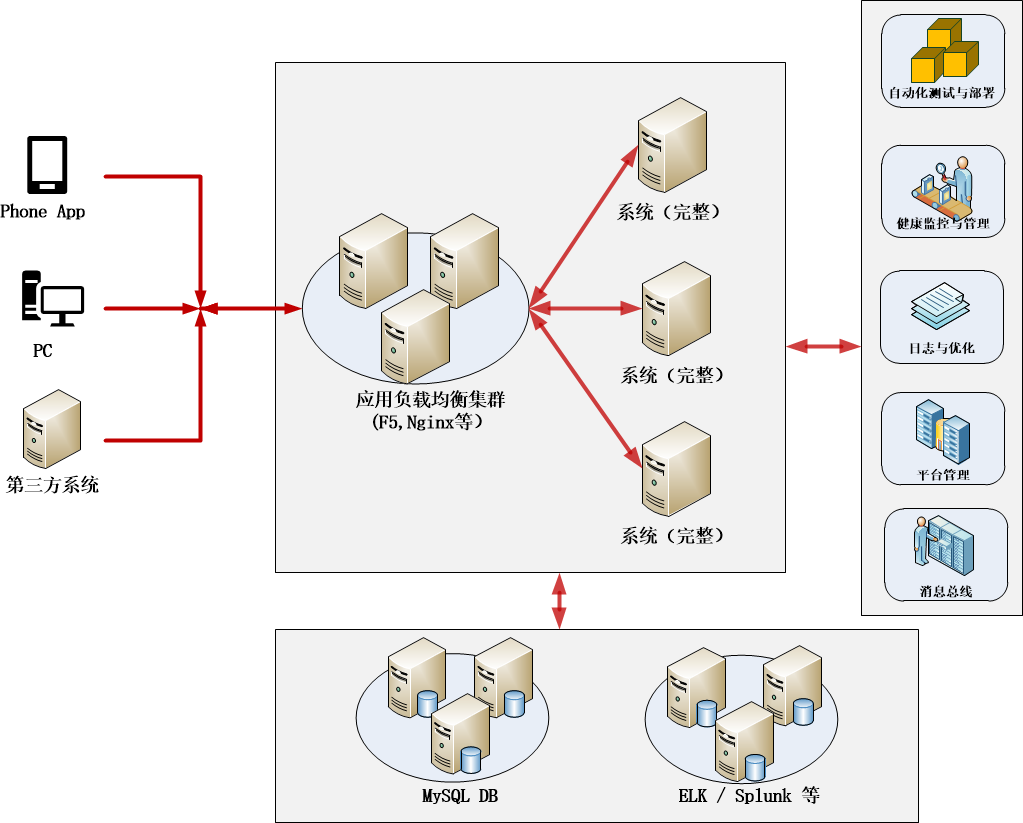 Phone App
PC
第三方系统
应用负载均衡集群
(F5,Nginx等)
系统（完整）
系统（完整）
系统（完整）
自动化测试与部署
健康监控与管理
日志与优化
平台管理
消息总线
MySQL DB
ELK / Splunk 等